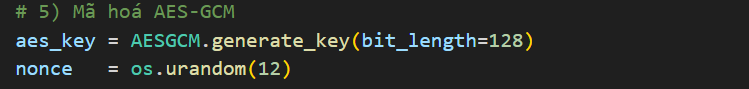 # 5) Mã hoá AES-GCM
aes_key = AESGCM.generate_key(bit_length=128)
nonce   = os.urandom(12)